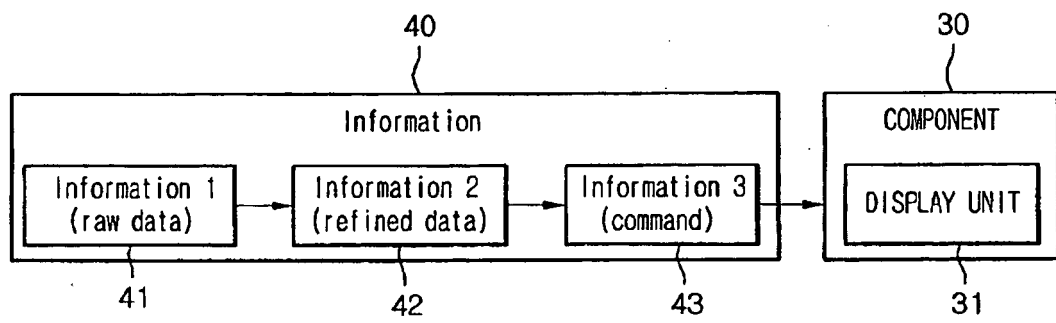 40
30
Information
COMPONENT
Information 1
(raw data)
Information 2
(refined data)
Information 3
(command)
DISPLAY UNIT
41
42
43
31